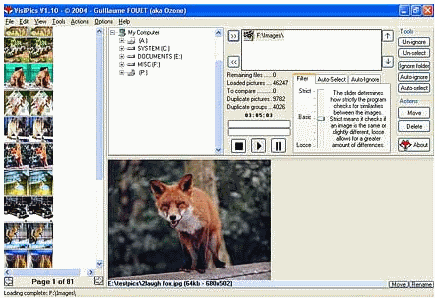 VisiPics V1.10 - © 2004 - Guillaume FOUET (aka Ozone)
File Edit View Tools Actions Options Help
My Computer
(A:)
SYSTEM (C:)
DOCUMENTS (E:)
MISC (F:)
(P:)
>>
<<
F:\Images\
Remaining files ..... 0
Loaded pictures .. 46247
To compare ......... 0
Duplicate pictures : 9782
Duplicate groups : 4026
03:05:03
Filter Auto-Select Auto-Ignore
Strict -
Basic -
Loose -
The slider determines
how strictly the program
checks for similarities
between the images.
Strict means it checks if
an image is the same or
slightly different, loose
allows for a greater
amount of differences.
Tools
Un-ignore
Un-select
Ignore folder
Auto-ignore
Auto-select
Actions
Move
Delete
About
Page 1 of 81
E:\testpics\2laugh fox.jpg (64kb - 680x502)
Move Rename
Loading complete: F:\Images\